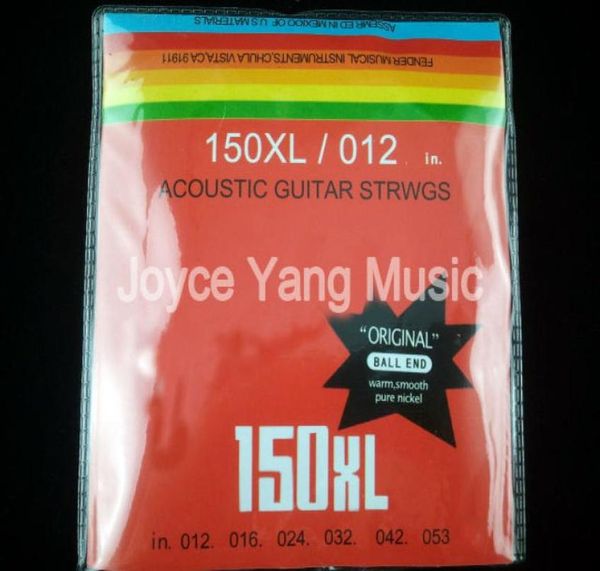 ASSEMBLED IN MEXICO OF U.S MATERIALS
FENDER MUSICAL INSTRUMENTS,CHULA VISTA,CA 91911
150XL / 012 in.
ACOUSTIC GUITAR STRWGS
Joyce Yang Music
"ORIGINAL"
BALL END
warm,smooth
pure nickel
150XL
in. 012. 016. 024. 032. 042. 053